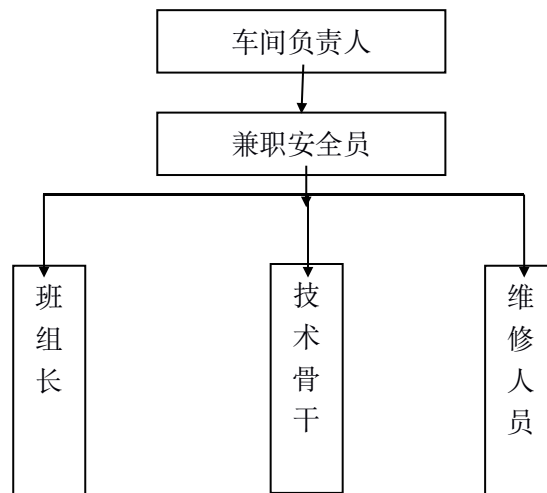 车间负责人
兼职安全员
班组长
技术骨干
维修人员